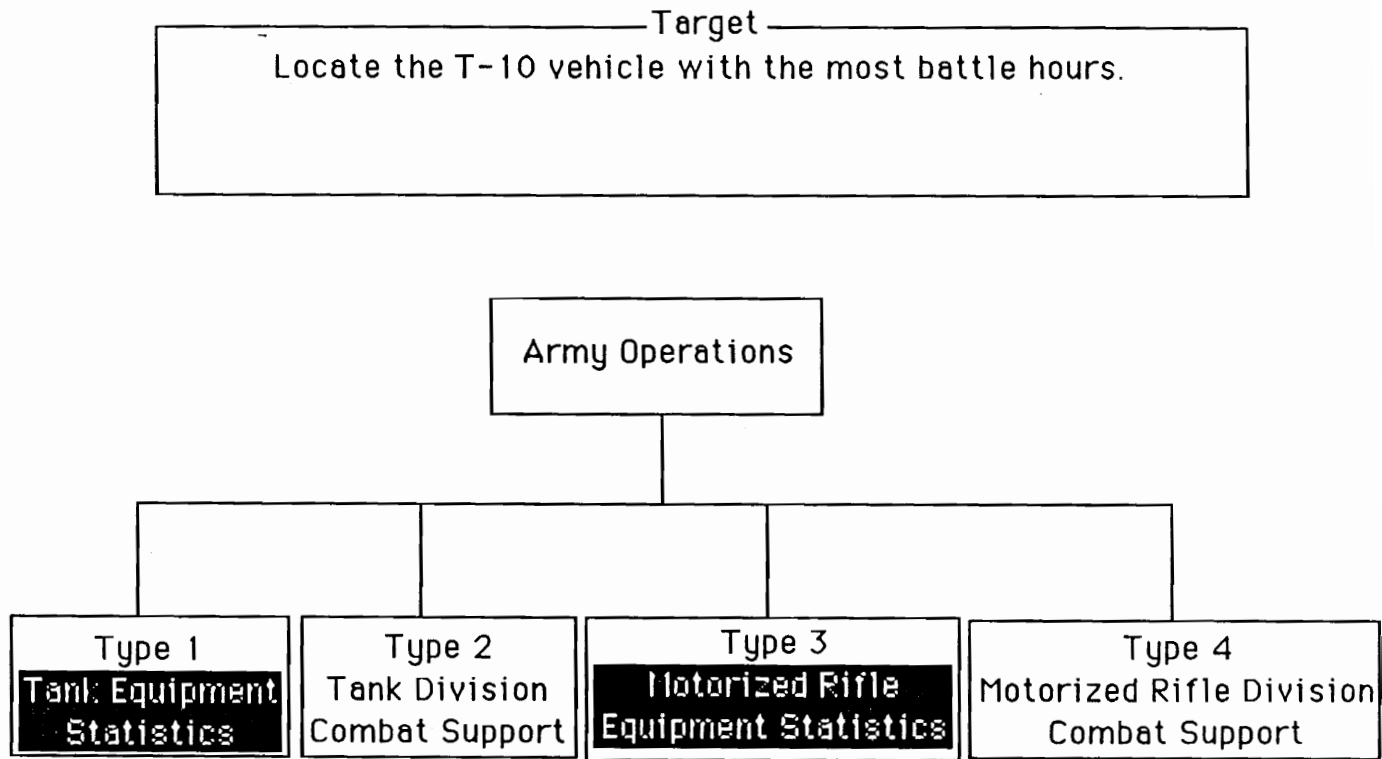 Target
Locate the T-10 vehicle with the most battle hours.
Army Operations
Type 1
Tank Equipment
Statistics
Type 2
Tank Division
Combat Support
Type 3
Motorized Rifle
Equipment Statistics
Type 4
Motorized Rifle Division
Combat Support